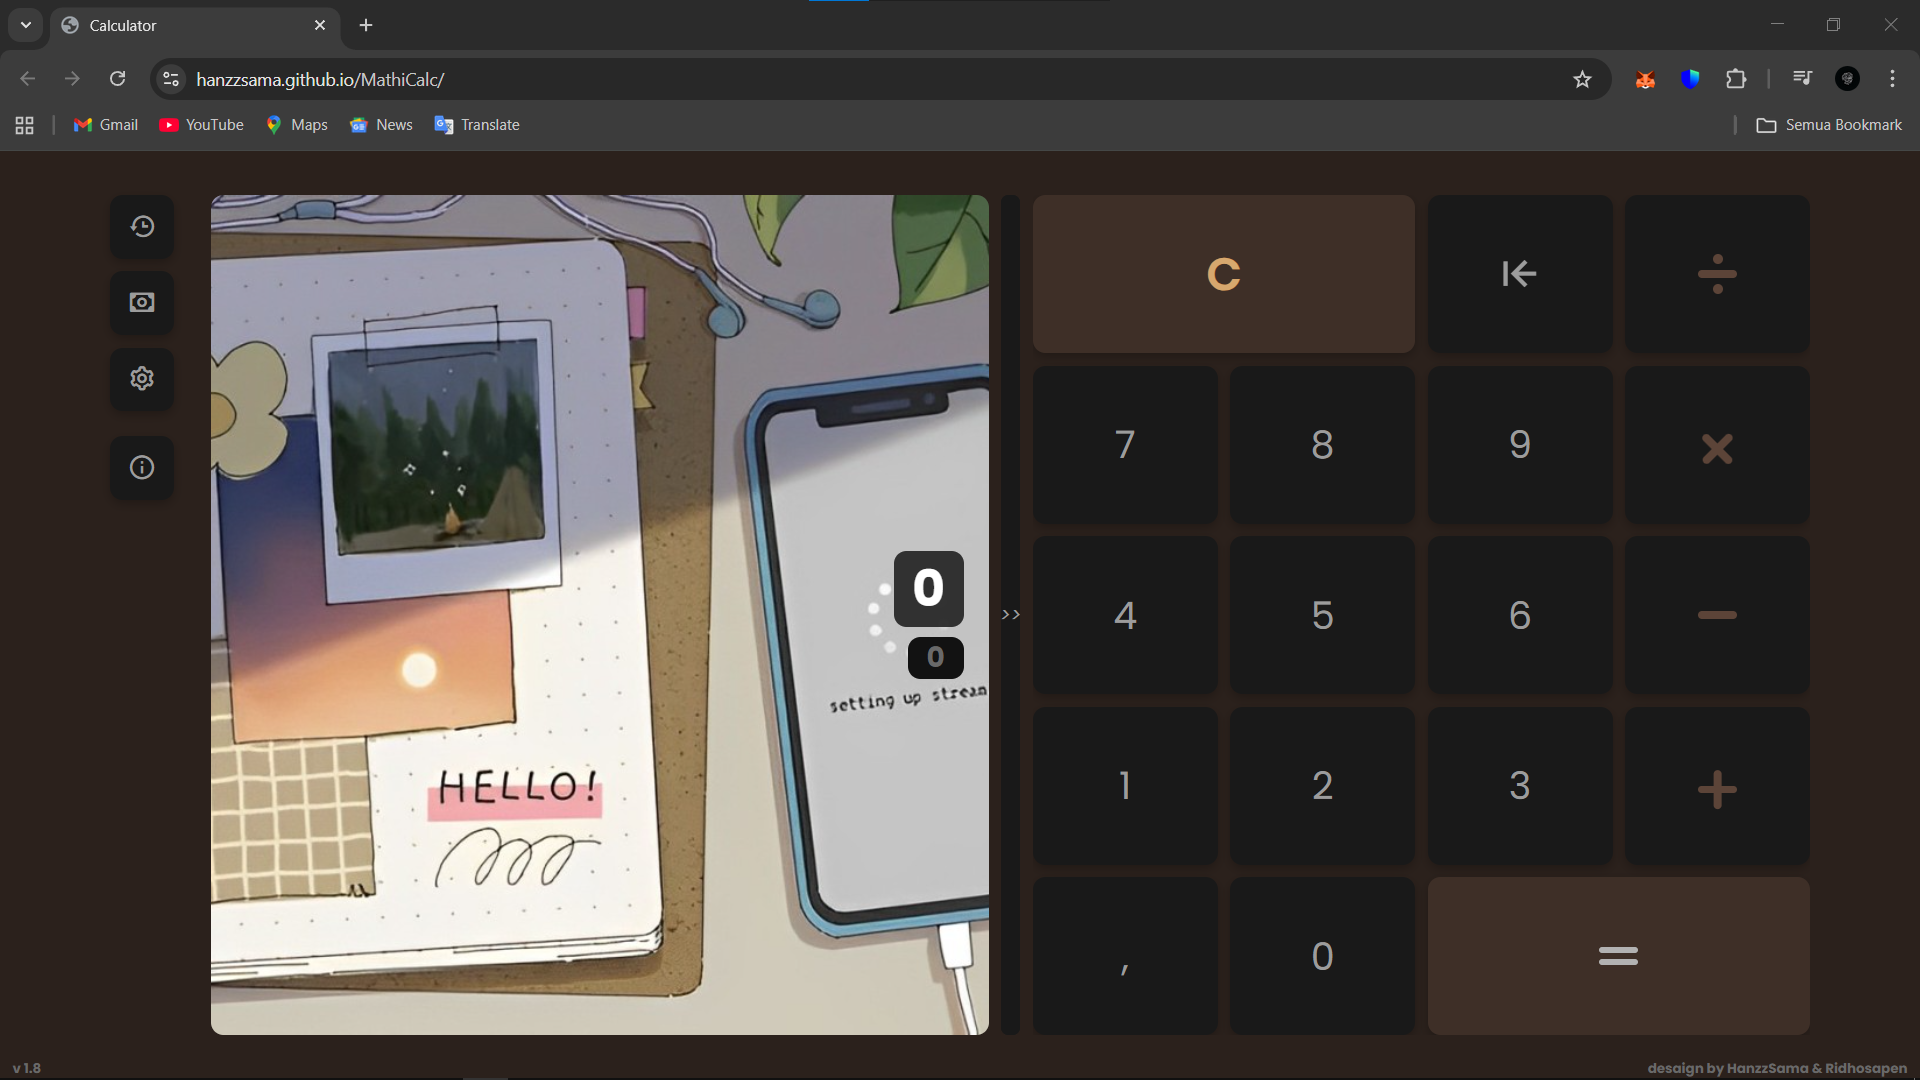 Calculator
hanzzsama.github.io/MathiCalc/
Gmail
YouTube
Maps
News
Translate
Semua Bookmark
C
÷
7 8 9 ×
0
>>
4 5 6 −
0
setting up stream
HELLO!
1 2 3 +
, 0 =
v 1.8
desaign by HanzzSama & Ridhosapen